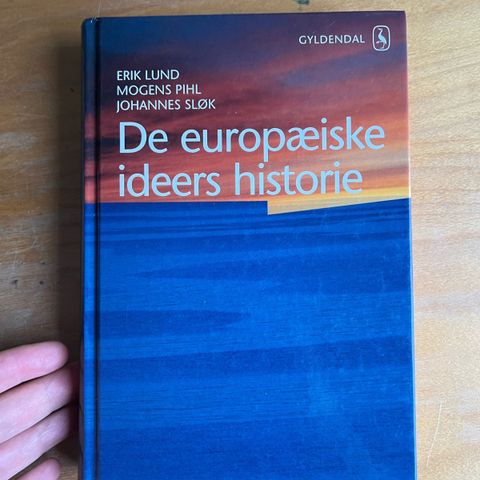 GYLDENDAL
ERIK LUND
MOGENS PIHL
JOHANNES SLØK
De europæiske
ideers historie